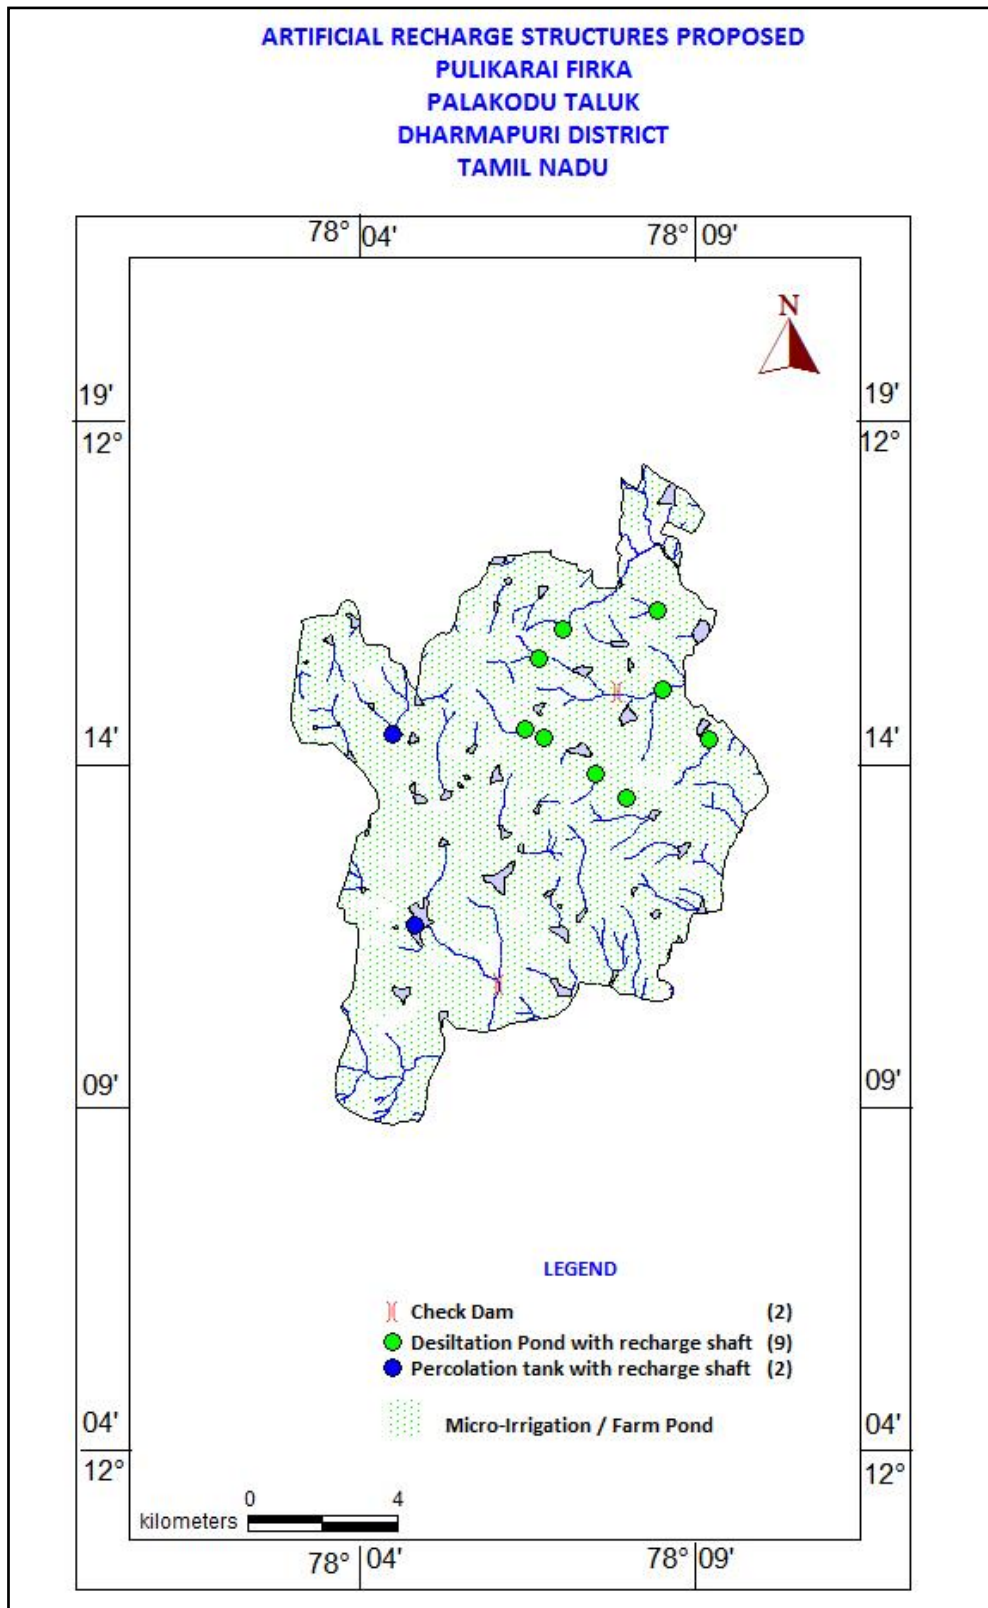 ARTIFICIAL RECHARGE STRUCTURES PROPOSED
PULIKARAI FIRKA
PALAKODU TALUK
DHARMAPURI DISTRICT
TAMIL NADU
78° 04' 78° 09'
N
19' 19'
12° 12°
14' 14'
09' 09'
LEGEND
Check Dam (2)
Desiltation Pond with recharge shaft (9)
Percolation tank with recharge shaft (2)
Micro-Irrigation / Farm Pond
04' 04'
12° 12°
0 4
kilometers
78° 04' 78° 09'